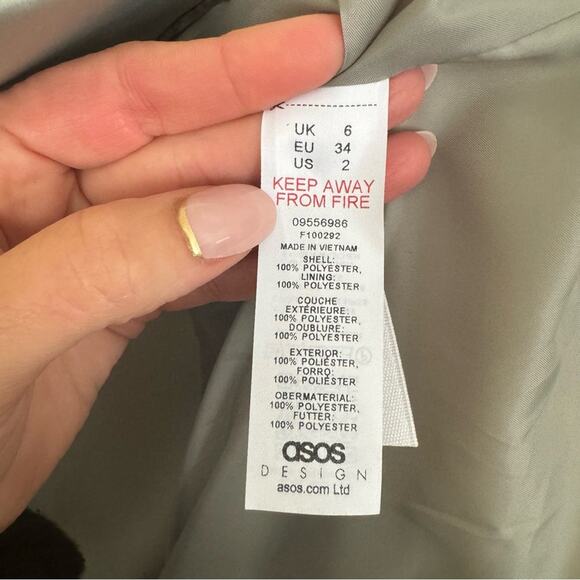 UK 6
EU 34
US 2
KEEP AWAY
FROM FIRE
09556986
F100292
MADE IN VIETNAM
SHELL:
100% POLYESTER,
LINING:
100% POLYESTER
COUCHE
EXTÉRIEURE:
100% POLYESTER,
DOUBLURE:
100% POLYESTER
EXTERIOR:
100% POLIÉSTER,
FORRO:
100% POLIÉSTER
OBERMATERIAL:
100% POLYESTER,
FUTTER:
100% POLYESTER
asos
DESIGN
asos.com Ltd